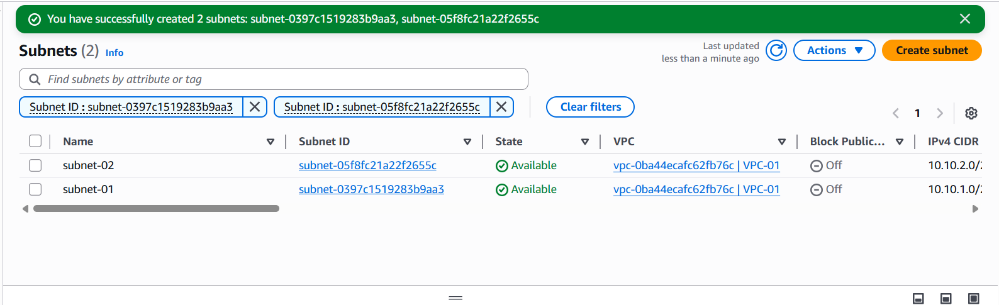 You have successfully created 2 subnets: subnet-0397c1519283b9aa3, subnet-05f8fc21a22f2655c
Subnets (2) Info
Last updated
less than a minute ago
Actions
Create subnet
Find subnets by attribute or tag
Subnet ID : subnet-0397c1519283b9aa3
Subnet ID : subnet-05f8fc21a22f2655c
Clear filters
1
Name Subnet ID State VPC Block Public... IPv4 CIDR
subnet-02 subnet-05f8fc21a22f2655c Available vpc-0ba44ecafc62fb76c | VPC-01 Off 10.10.2.0/
subnet-01 subnet-0397c1519283b9aa3 Available vpc-0ba44ecafc62fb76c | VPC-01 Off 10.10.1.0/